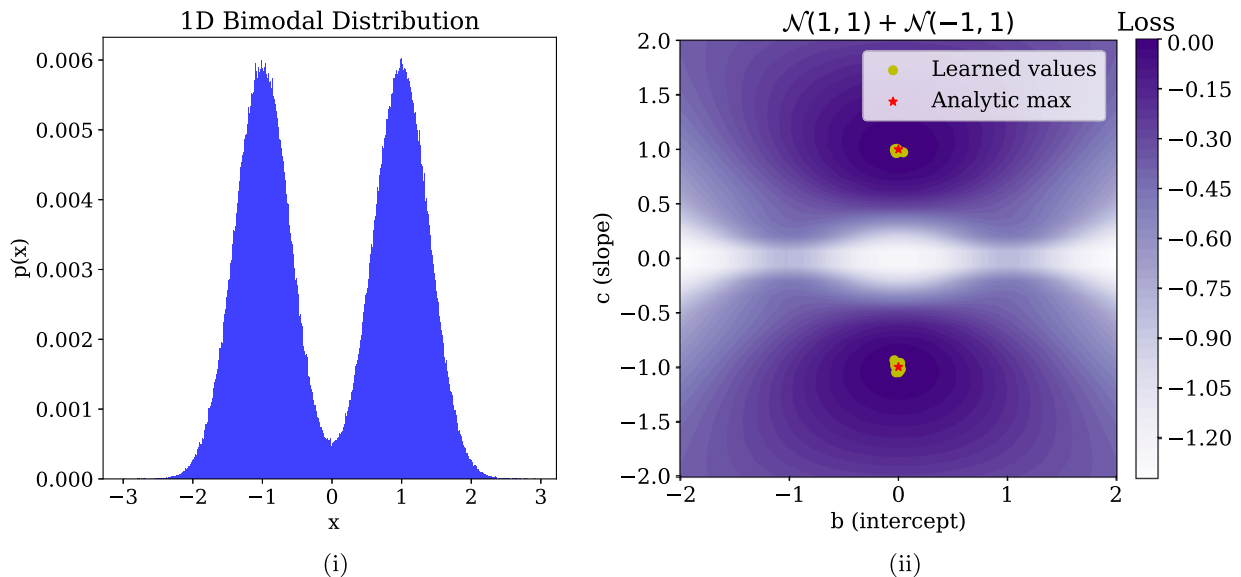 1D Bimodal Distribution
p(x)
0.006
0.005
0.004
0.003
0.002
0.001
0.000
−3 −2 −1 0 1 2 3
x
(i)
𝒩(1, 1) + 𝒩(−1, 1)
Learned values
Analytic max
c (slope)
2.0
1.5
1.0
0.5
0.0
−0.5
−1.0
−1.5
−2.0
−2 −1 0 1 2
b (intercept)
Loss
0.00
−0.15
−0.30
−0.45
−0.60
−0.75
−0.90
−1.05
−1.20
(ii)